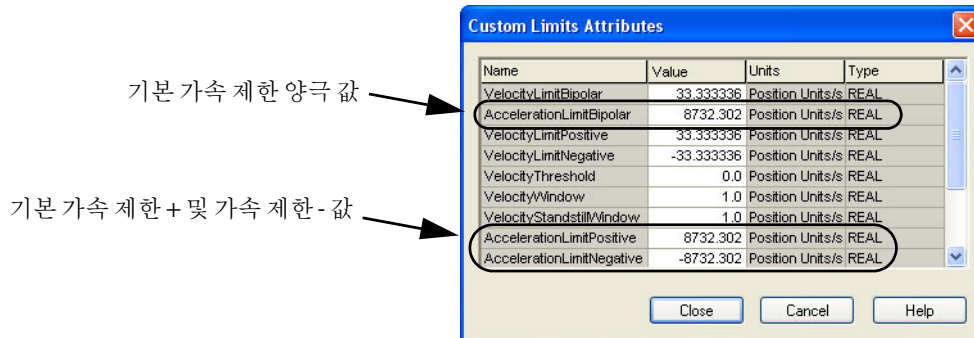 Custom Limits Attributes
Name Value Units Type
VelocityLimitBipolar 33.333336 Position Units/s REAL
기본 가속 제한 양극 값
AccelerationLimitBipolar 8732.302 Position Units/s REAL
VelocityLimitPositive 33.333336 Position Units/s REAL
VelocityLimitNegative -33.333336 Position Units/s REAL
VelocityThreshold 0.0 Position Units/s REAL
VelocityWindow 1.0 Position Units/s REAL
기본 가속 제한 + 및 가속 제한 - 값
VelocityStandstillWindow 1.0 Position Units/s REAL
AccelerationLimitPositive 8732.302 Position Units/s REAL
AccelerationLimitNegative -8732.302 Position Units/s REAL
Close Cancel Help